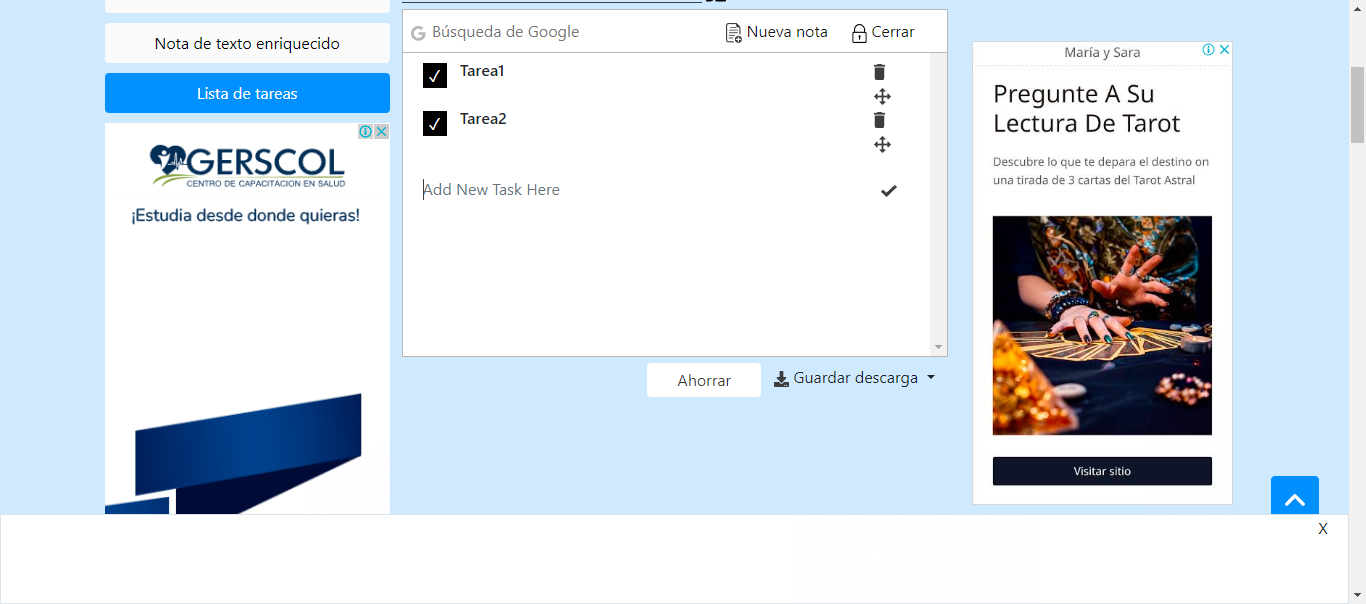 Nota de texto enriquecido
Lista de tareas
GERSCOL
CENTRO DE CAPACITACION EN SALUD
¡Estudia desde donde quieras!
Búsqueda de Google
Nueva nota
Cerrar
Tarea1
Tarea2
Add New Task Here
Ahorrar
Guardar descarga
María y Sara
Pregunte A Su
Lectura De Tarot
Descubre lo que te depara el destino on
una tirada de 3 cartas del Tarot Astral
Visitar sitio
X